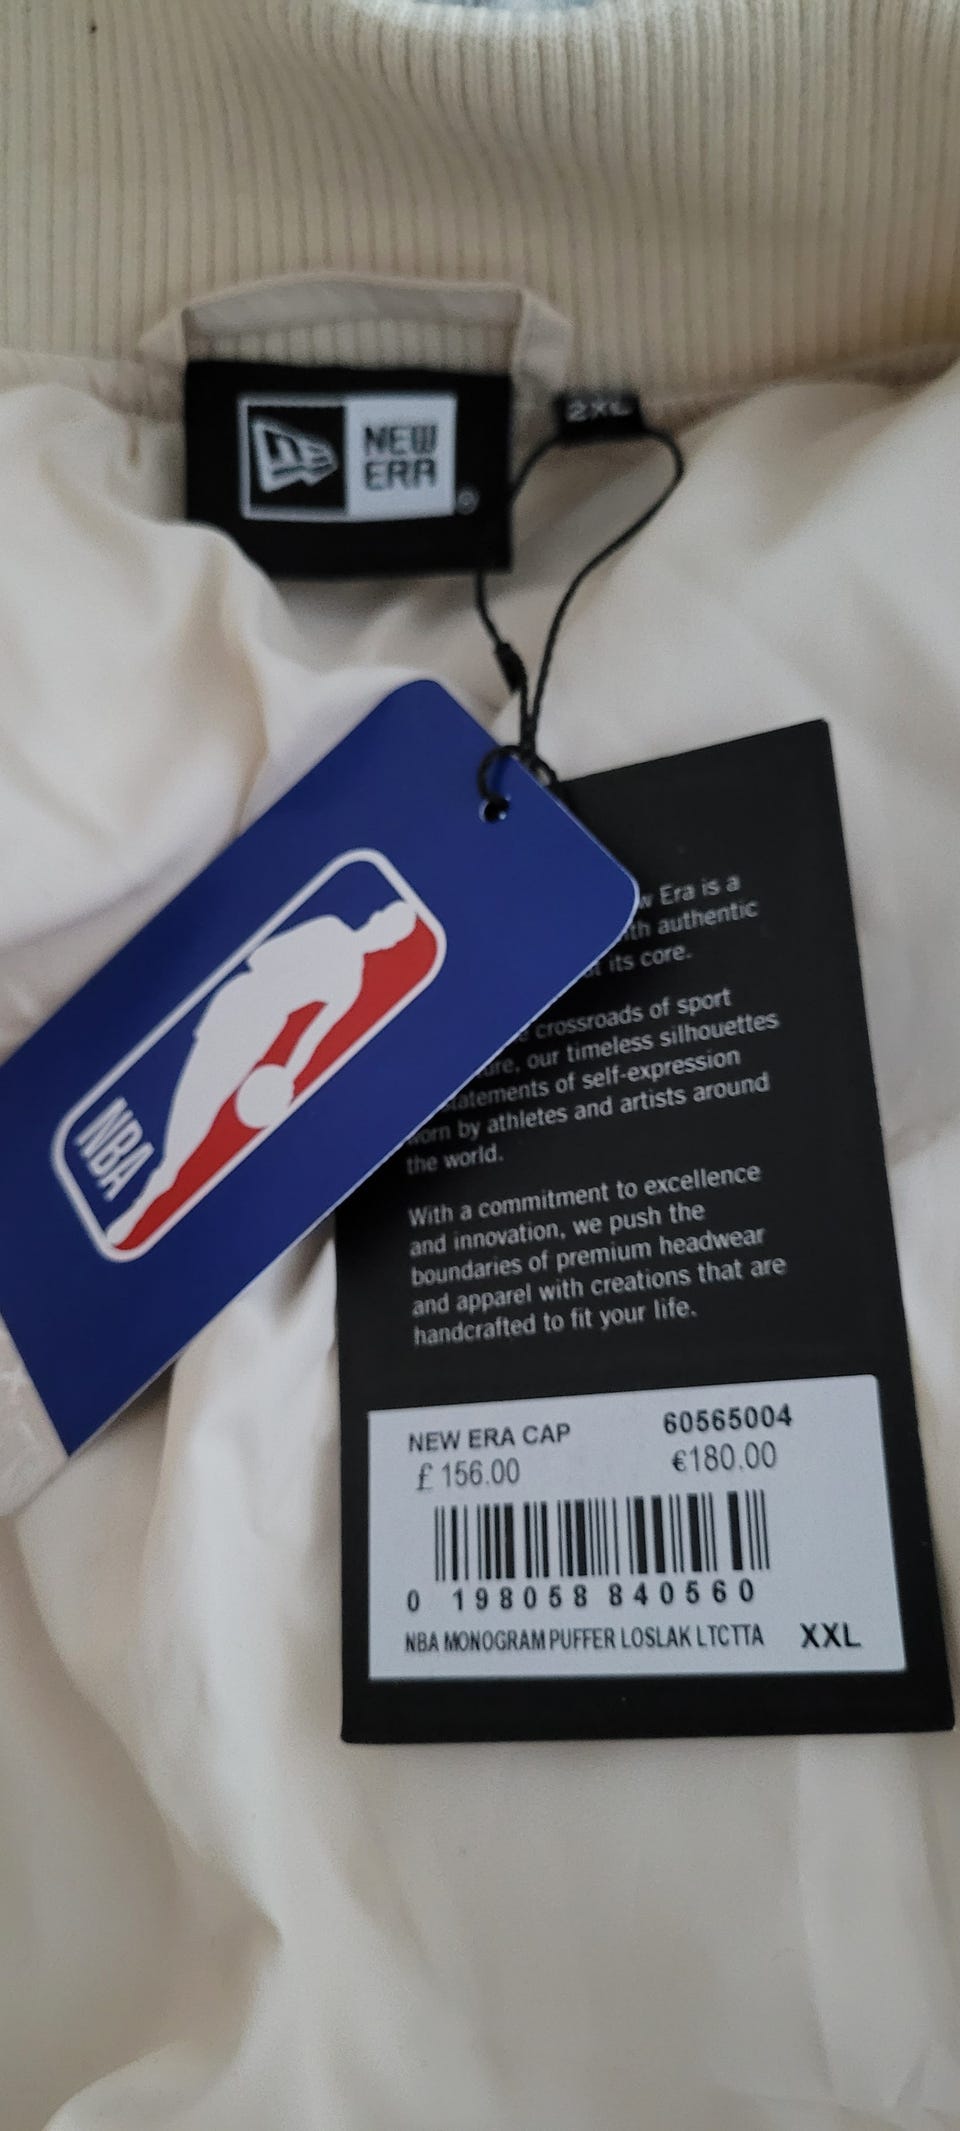 NEW
ERA
®
2XL
NBA
Era is a
authentic
its core.
crossroads of sport
our timeless silhouettes
of self-expression
by athletes and artists around
the world.
With a commitment to excellence
and innovation, we push the
boundaries of premium headwear
and apparel with creations that are
handcrafted to fit your life.
NEW ERA CAP 60565004
£ 156.00 €180.00
0 198058 840560
NBA MONOGRAM PUFFER LOSLAK LTCTTA XXL